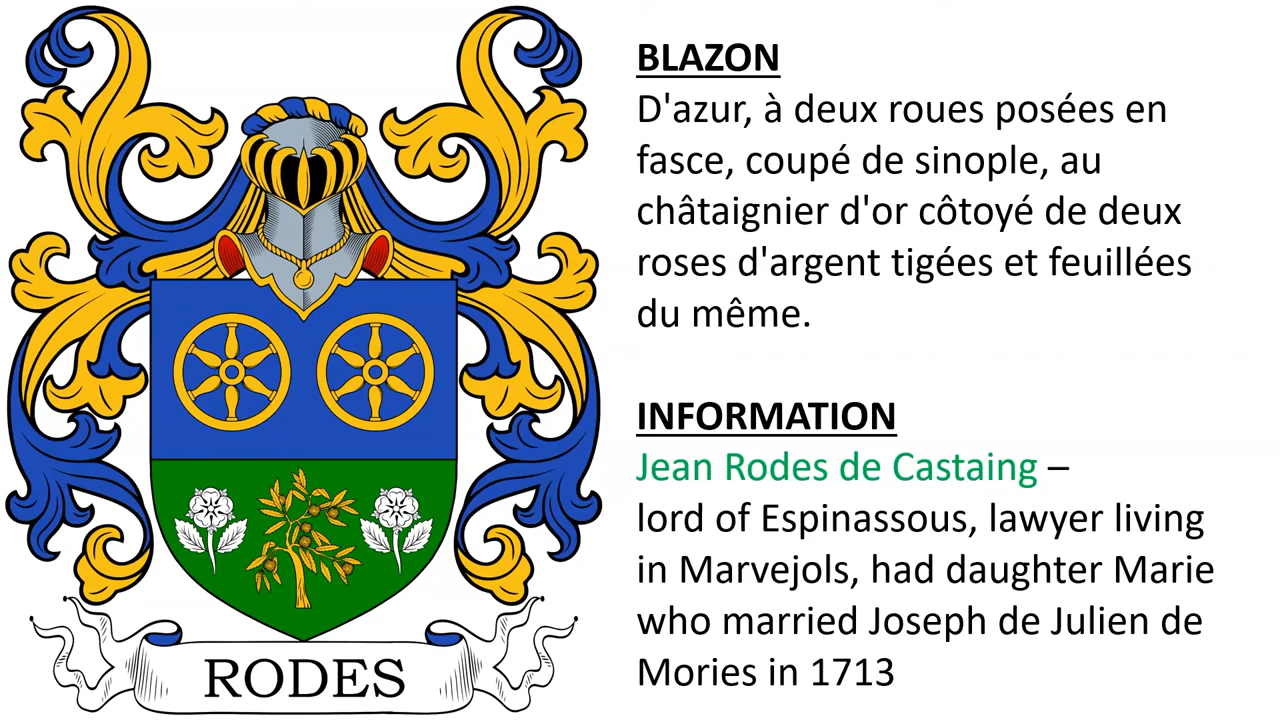 BLAZON
D'azur, à deux roues posées en
fasce, coupé de sinople, au
châtaignier d'or côtoyé de deux
roses d'argent tigées et feuillées
du même.
INFORMATION
Jean Rodes de Castaing –
lord of Espinassous, lawyer living
in Marvejols, had daughter Marie
who married Joseph de Julien de
Mories in 1713
RODES